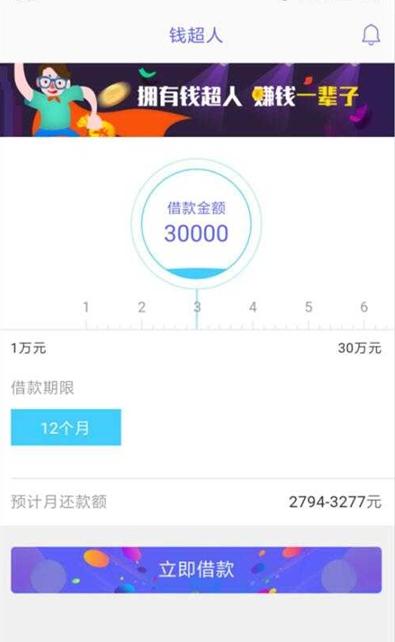 钱超人
拥有钱超人 赚钱一辈子
借款金额
30000
1 2 3 4 5 6
1万元 30万元
借款期限
12个月
预计月还款额 2794-3277元
立即借款